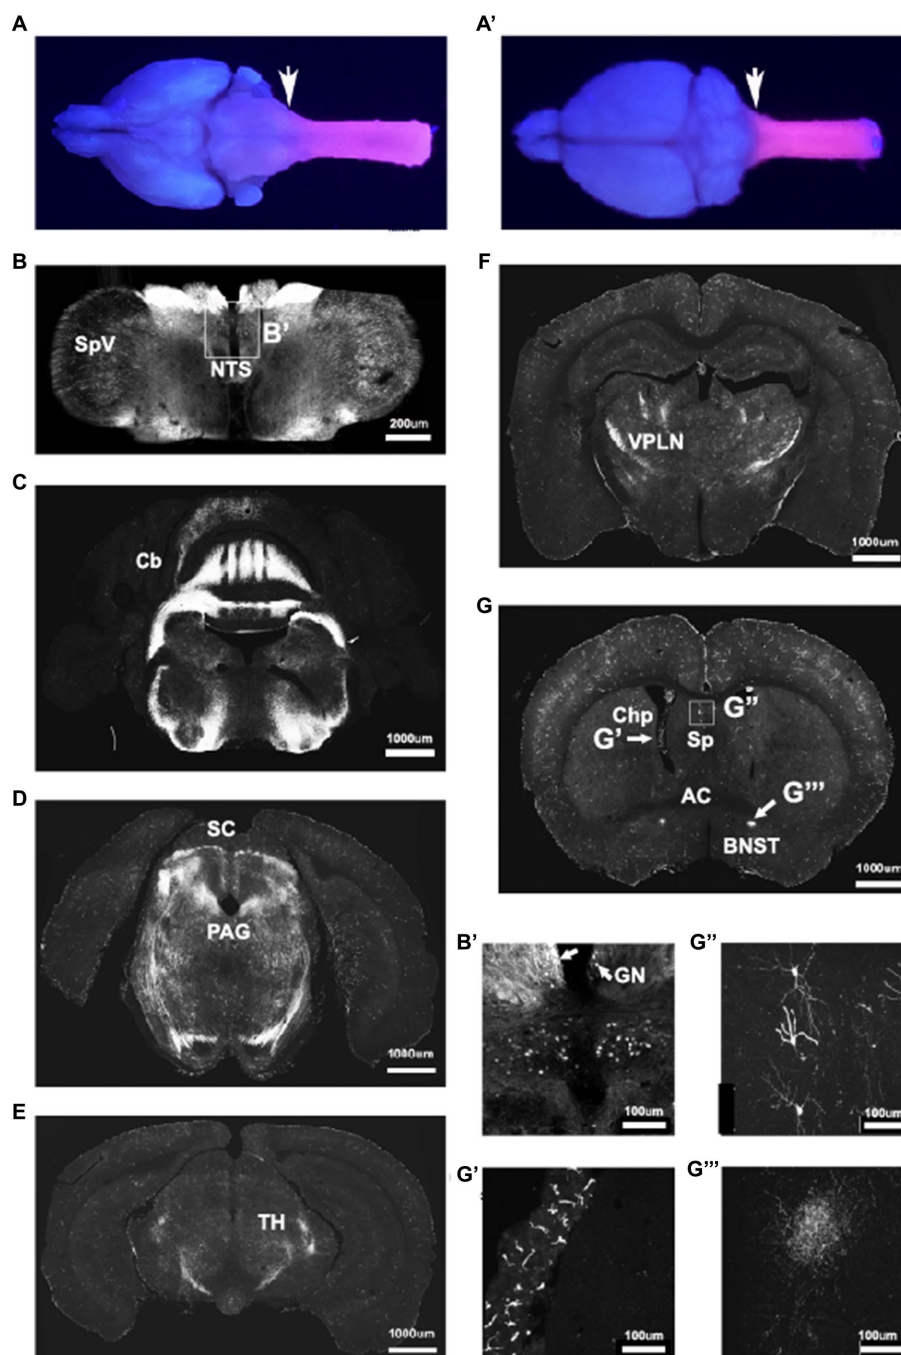 A
A’
B
SpV
B’
NTS
200um
C
Cb
1000um
D
SC
PAG
1000um
E
TH
1000um
F
VPLN
1000um
G
Chp
G’’
G’
Sp
AC
G’’’
BNST
1000um
B’
GN
100um
G’’
100um
G’
100um
G’’’
100um